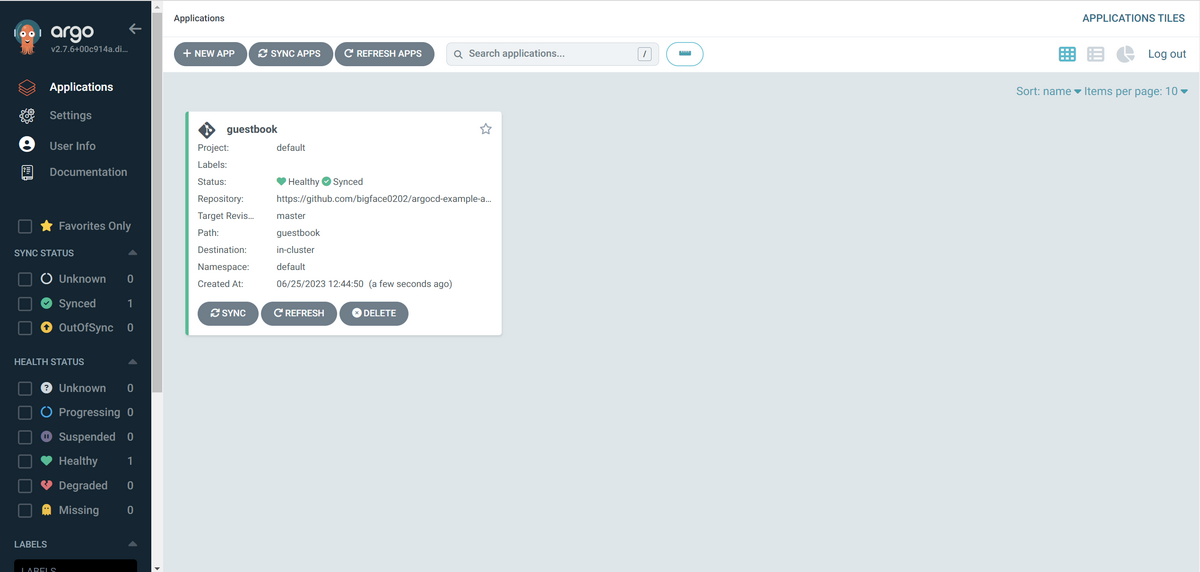 argo
v2.7.6+00c914a.di...
Applications
Settings
User Info
Documentation
Favorites Only
SYNC STATUS
Unknown 0
Synced 1
OutOfSync 0
HEALTH STATUS
Unknown 0
Progressing 0
Suspended 0
Healthy 1
Degraded 0
Missing 0
LABELS
LABELS
Applications
APPLICATIONS TILES
+ NEW APP SYNC APPS REFRESH APPS Search applications... / Log out
Sort: name Items per page: 10
guestbook
Project: default
Labels:
Status: Healthy Synced
Repository: https://github.com/bigface0202/argocd-example-a...
Target Revis... master
Path: guestbook
Destination: in-cluster
Namespace: default
Created At: 06/25/2023 12:44:50 (a few seconds ago)
SYNC REFRESH DELETE